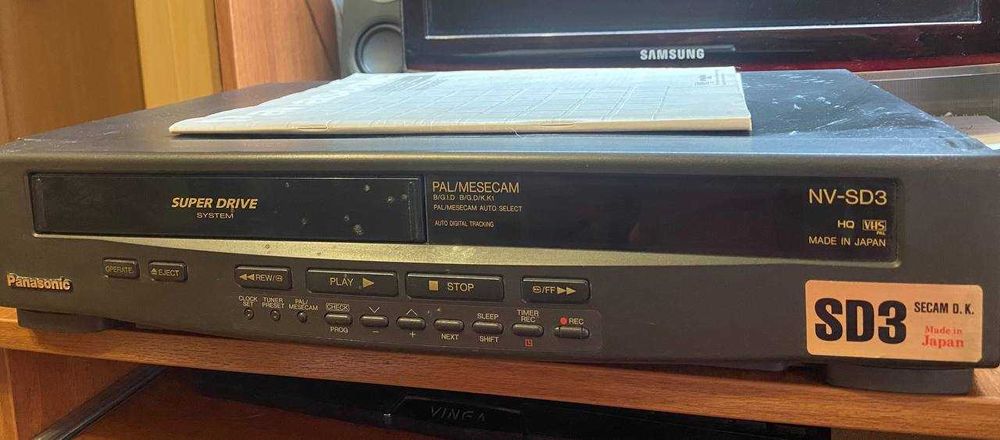 SAMSUNG
SUPER DRIVE
SYSTEM
PAL/MESECAM
B/G.I.D B/G.D/K.K1
PAL/MESECAM AUTO SELECT
AUTO DIGITAL TRACKING
NV-SD3
HQ VHS
PAL
MADE IN JAPAN
Panasonic
OPERATE
EJECT
REW/
PLAY
STOP
/FF
CLOCK SET
TUNER PRESET
PAL/ MESECAM
CHECK
PROG
−
+
NEXT
SLEEP
SHIFT
TIMER REC
REC
SD3
SECAM D. K.
Made in
Japan
VINGA